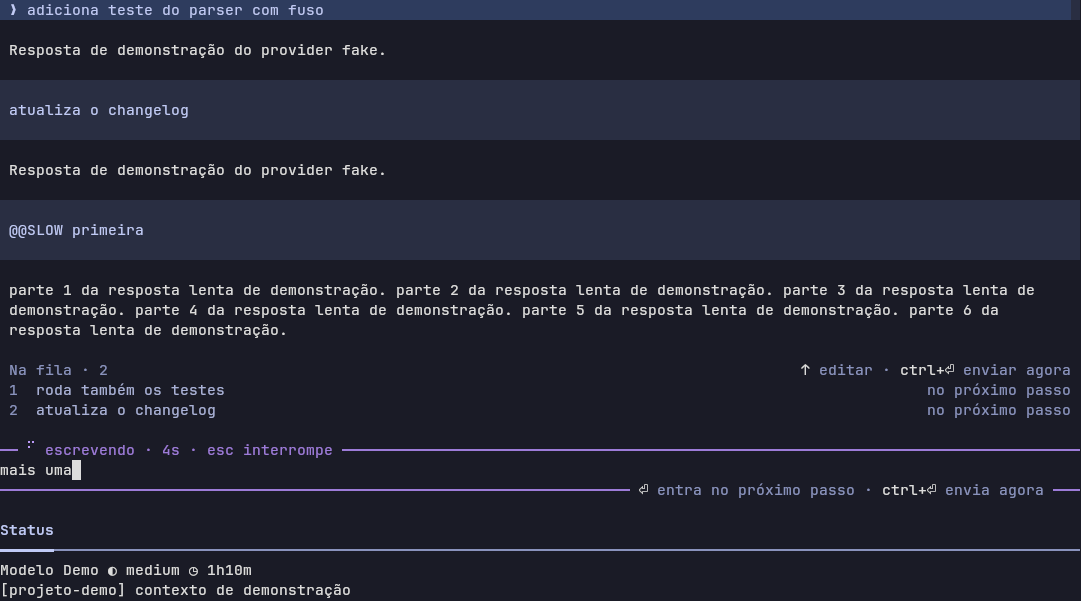 ❯ adiciona teste do parser com fuso
Resposta de demonstração do provider fake.
atualiza o changelog
Resposta de demonstração do provider fake.
@@SLOW primeira
parte 1 da resposta lenta de demonstração. parte 2 da resposta lenta de demonstração. parte 3 da resposta lenta de
demonstração. parte 4 da resposta lenta de demonstração. parte 5 da resposta lenta de demonstração. parte 6 da
resposta lenta de demonstração.
Na fila · 2 ↑ editar · ctrl+⏎ enviar agora
1 roda também os testes no próximo passo
2 atualiza o changelog no próximo passo
escrevendo · 4s · esc interrompe
mais uma
⏎ entra no próximo passo · ctrl+⏎ envia agora
Status
Modelo Demo ◐ medium ◷ 1h10m
[projeto-demo] contexto de demonstração